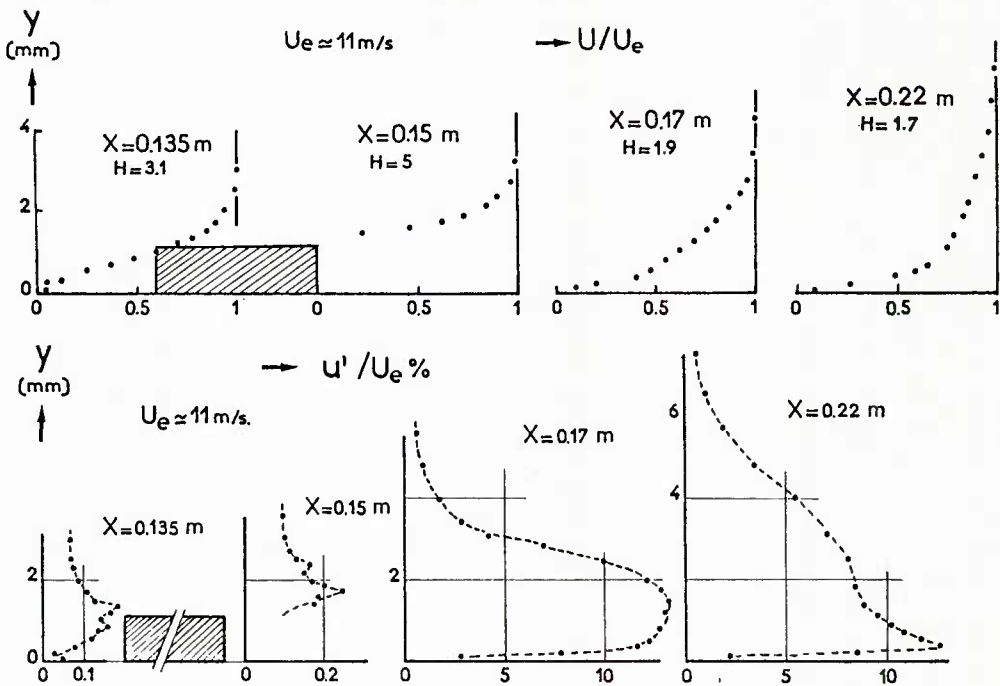 y
(mm)
Ue ≃ 11 m/s
→ U/Ue
X=0.135 m
H=3.1
X=0.15 m
H=5
X=0.17 m
H=1.9
X=0.22 m
H=1.7
4
2
0
0 0.5 1 0 0.5 1 0 0.5 1 0 0.5 1
y
(mm)
→ u'/Ue %
Ue ≃ 11 m/s.
X=0.135 m
X=0.15 m
X=0.17 m
X=0.22 m
2
0
2
6
4
2
0
0 0.1 0 0.2 0 5 10 0 5 10